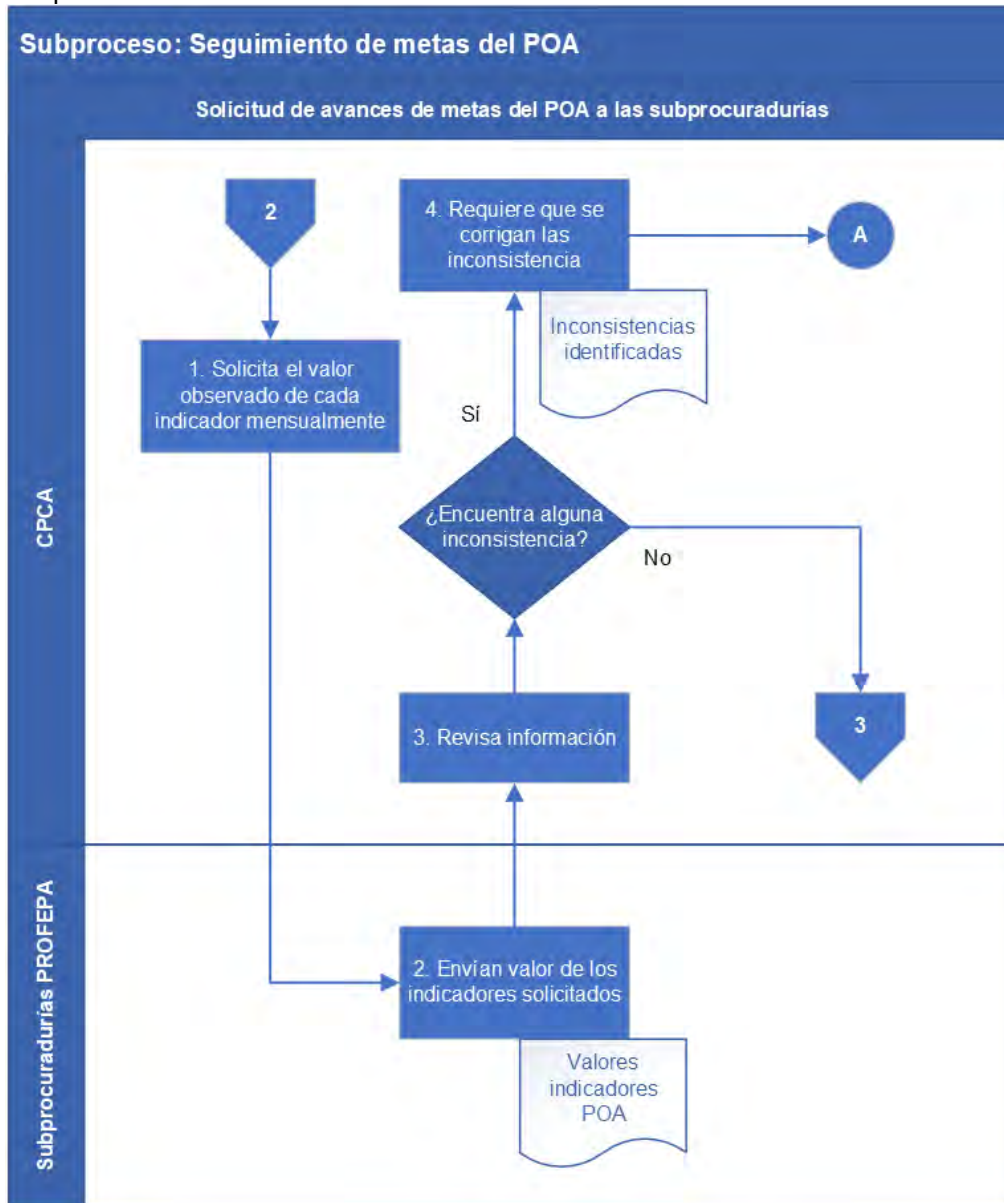 Subproceso: Seguimiento de metas del POA
Solicitud de avances de metas del POA a las subprocuradurías
CPCA
2
1. Solicita el valor
observado de cada
indicador mensualmente
4. Requiere que se
corrigan las
inconsistencia
A
Inconsistencias
identificadas
Sí
¿Encuentra alguna
inconsistencia?
No
3. Revisa información
3
Subprocuradurías PROFEPA
2. Envían valor de los
indicadores solicitados
Valores
indicadores
POA